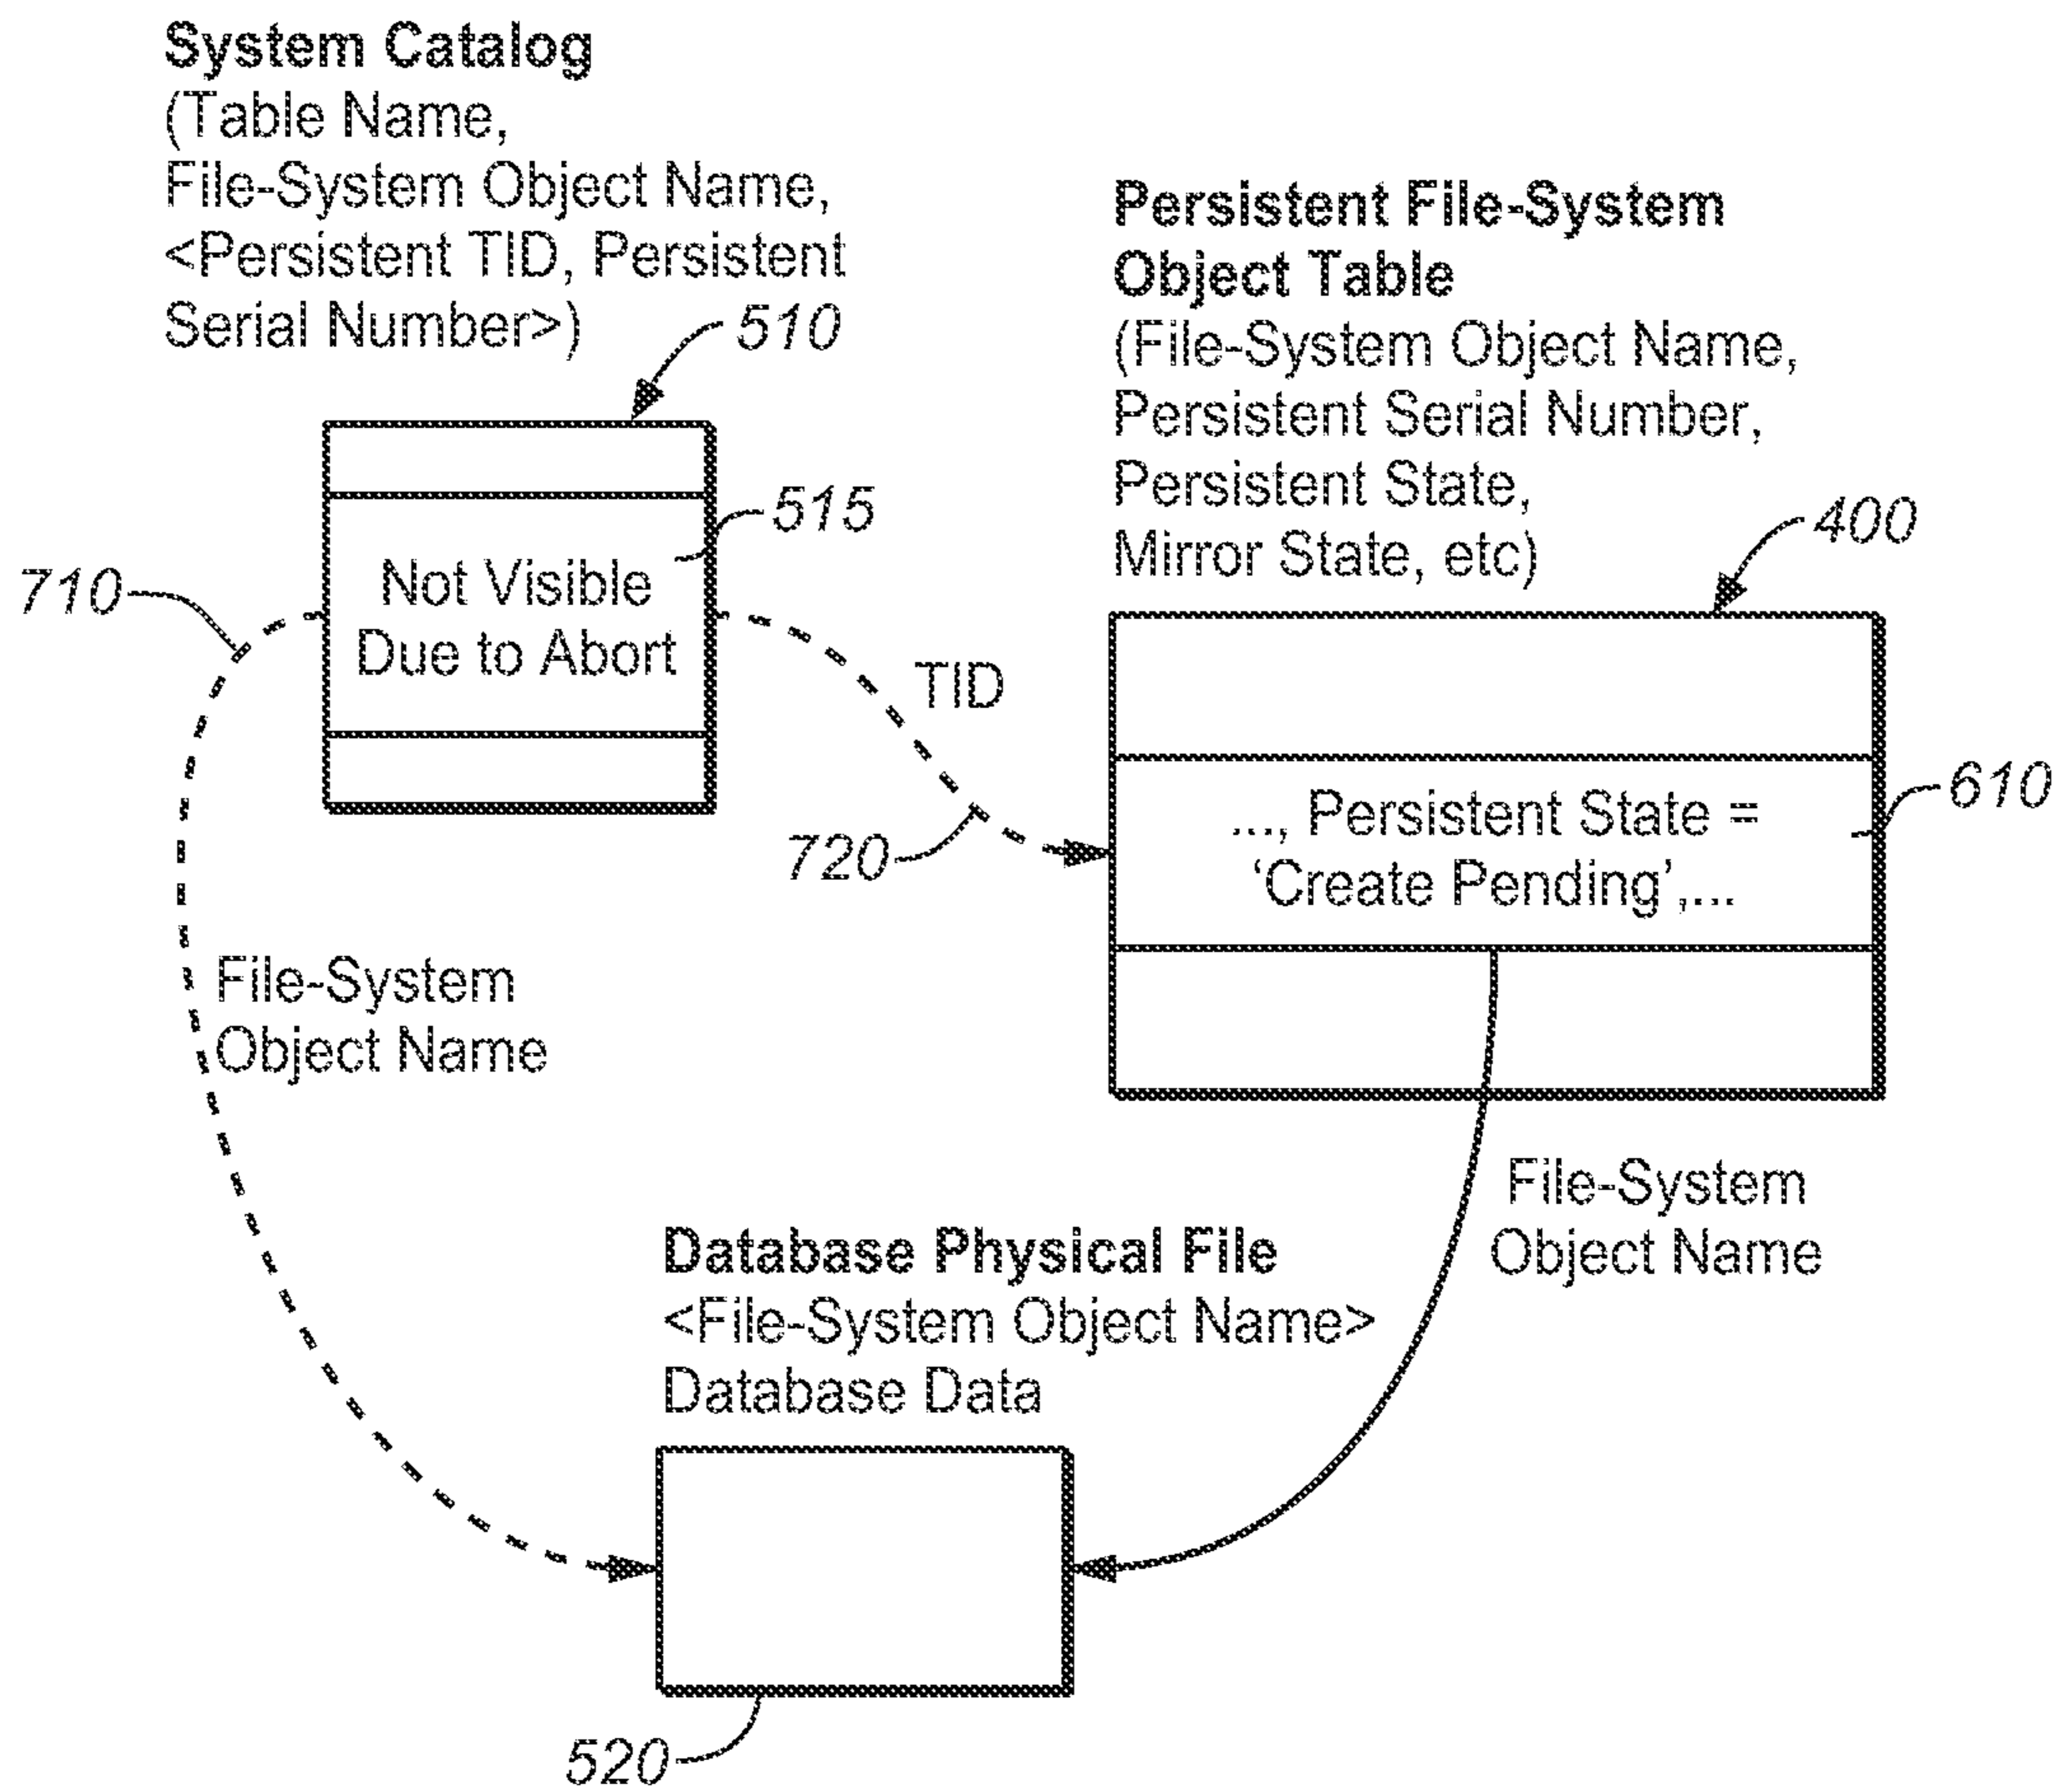 System Catalog
(Table Name,
File-System Object Name,
<Persistent TID, Persistent
Serial Number>)
510
Persistent File-System
Object Table
(File-System Object Name,
Persistent Serial Number,
Persistent State,
Mirror State, etc)
400
515
Not Visible
Due to Abort
710
TID
720
..., Persistent State =
‘Create Pending’,...
610
File-System
Object Name
File-System
Object Name
Database Physical File
<File-System Object Name>
Database Data
520